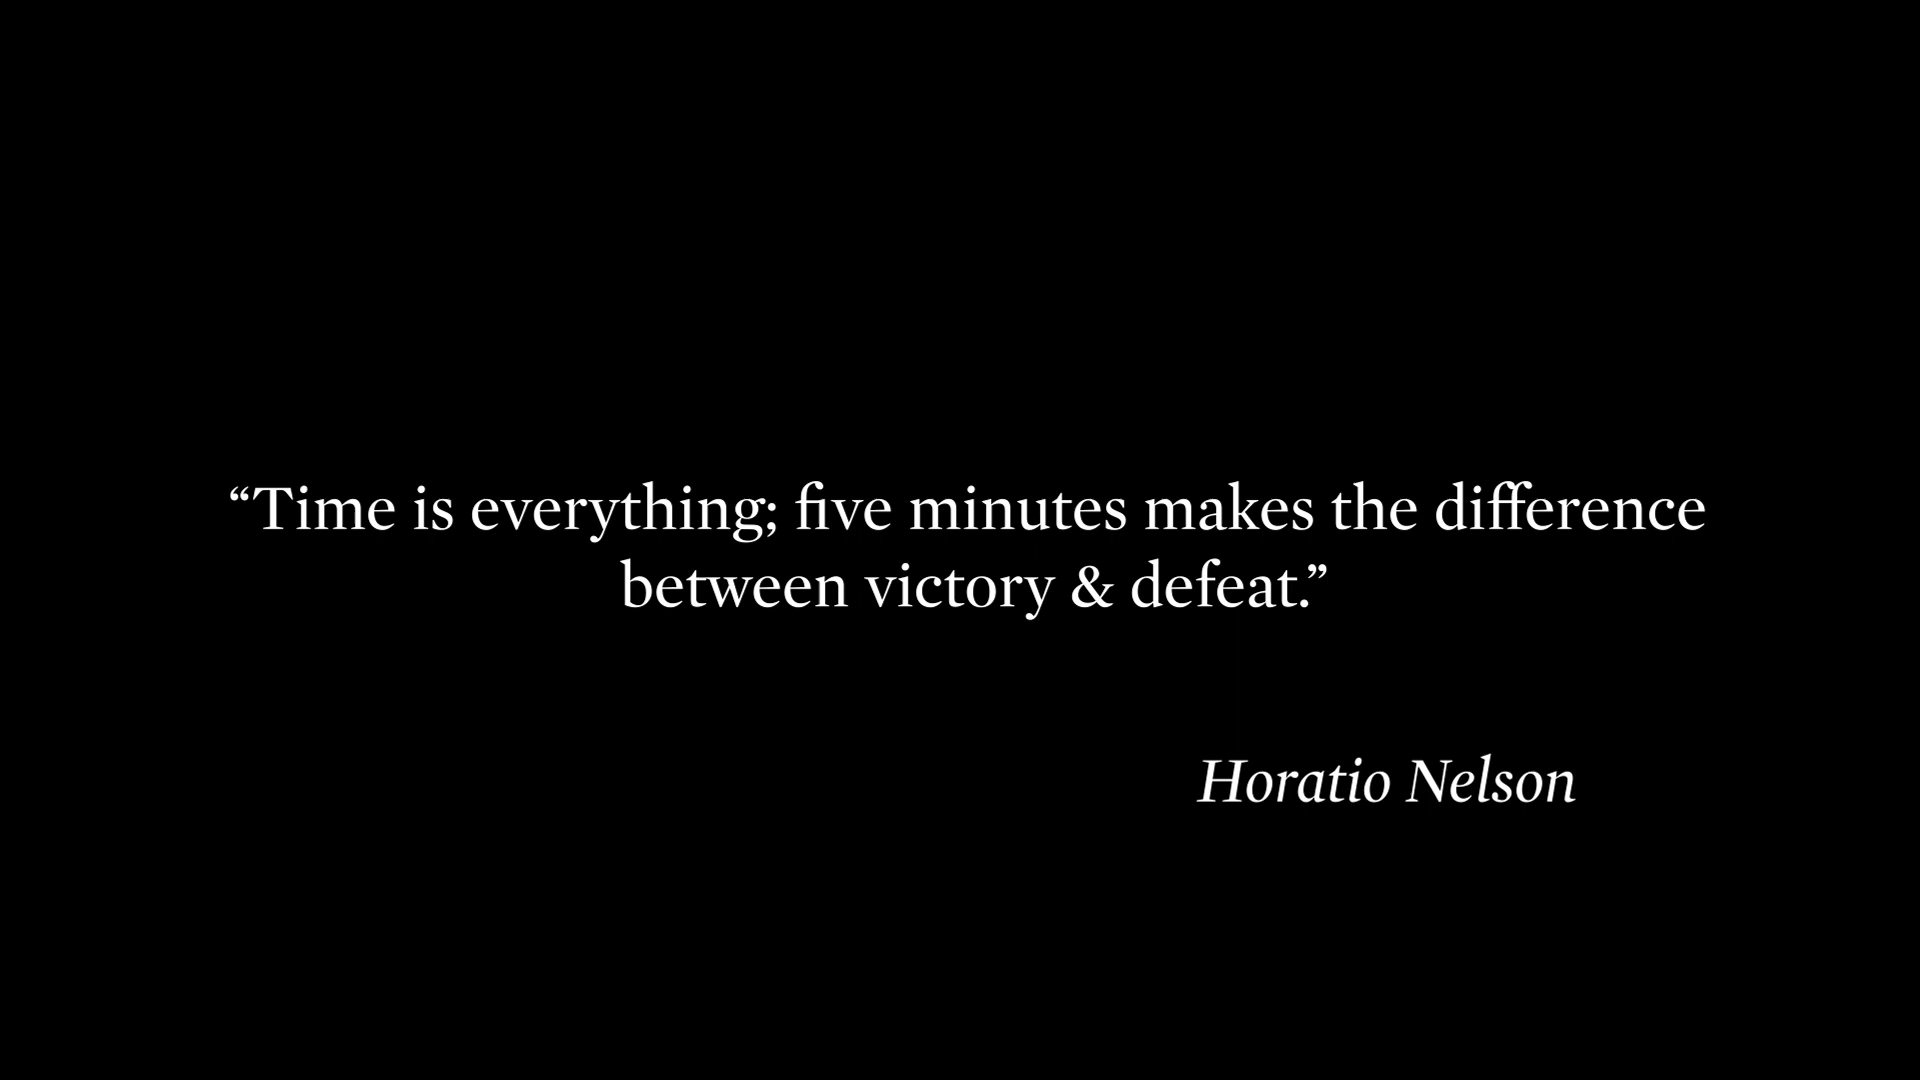 “Time is everything; five minutes makes the difference
between victory & defeat.”
Horatio Nelson